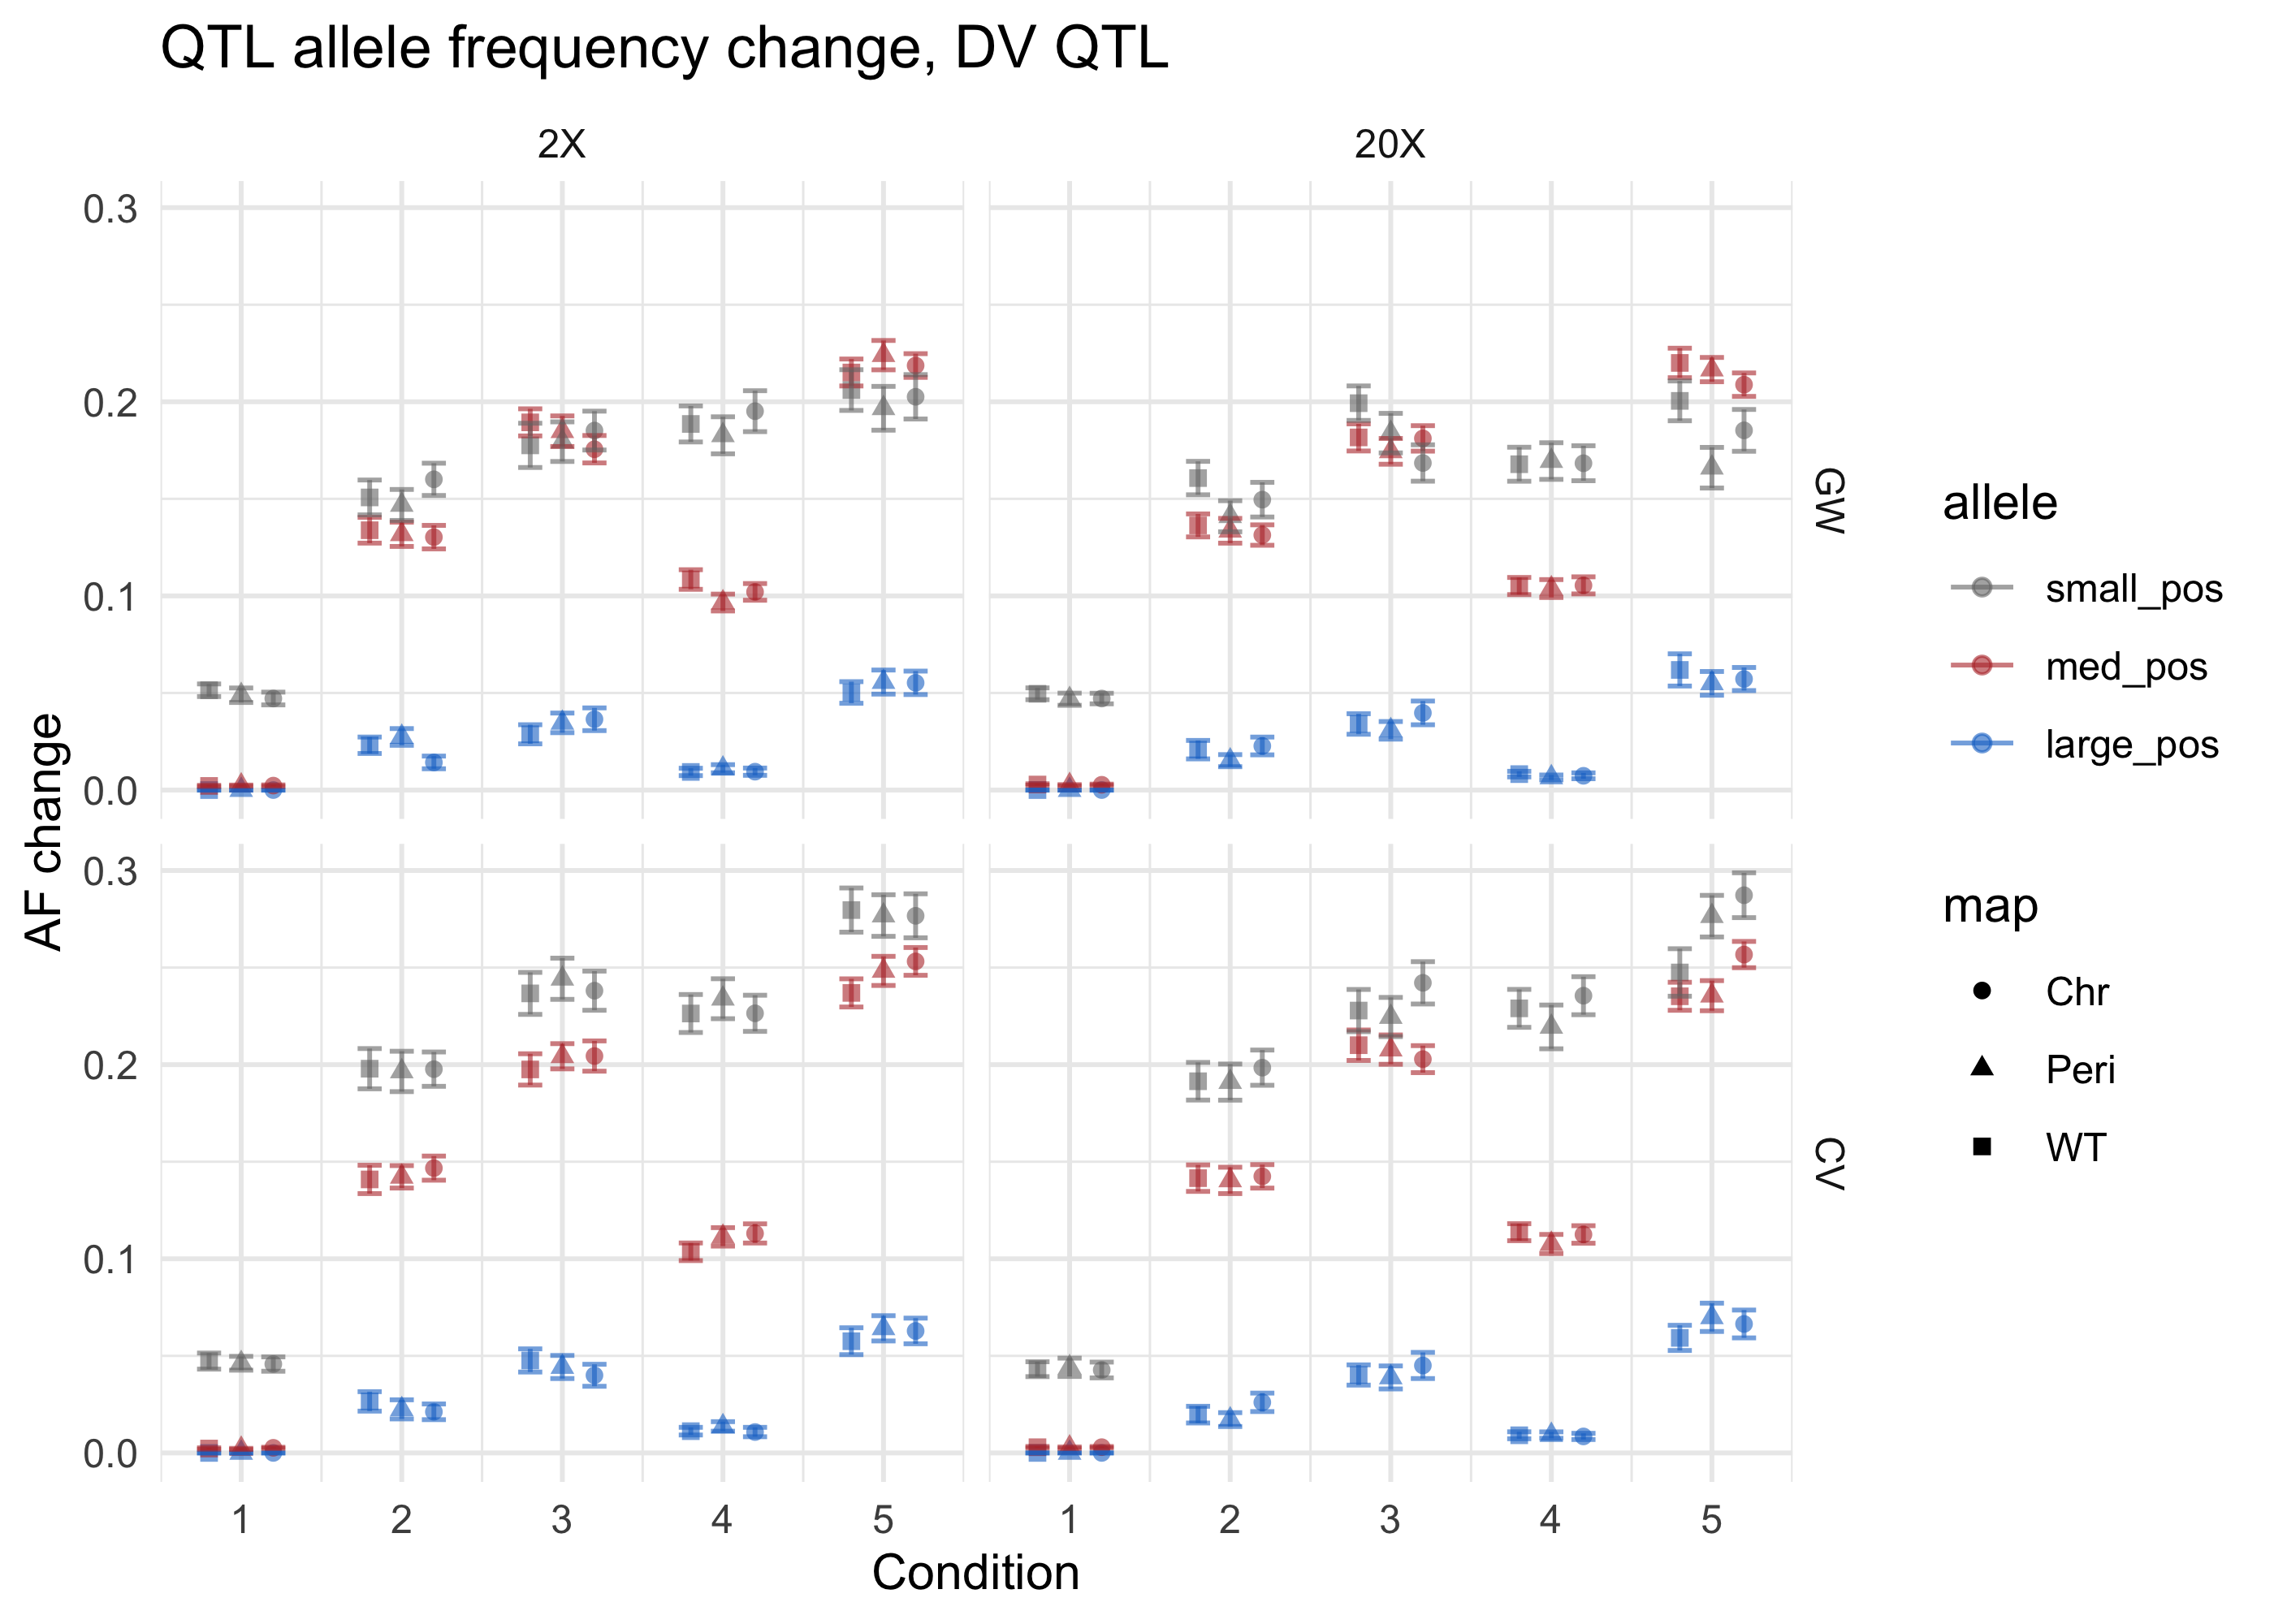 QTL allele frequency change, DV QTL
2X
20X
0.3
0.2
0.1
0.0
GW
0.3
0.2
0.1
0.0
CV
AF change
1 2 3 4 5
1 2 3 4 5
Condition
allele
small_pos
med_pos
large_pos
map
Chr
Peri
WT